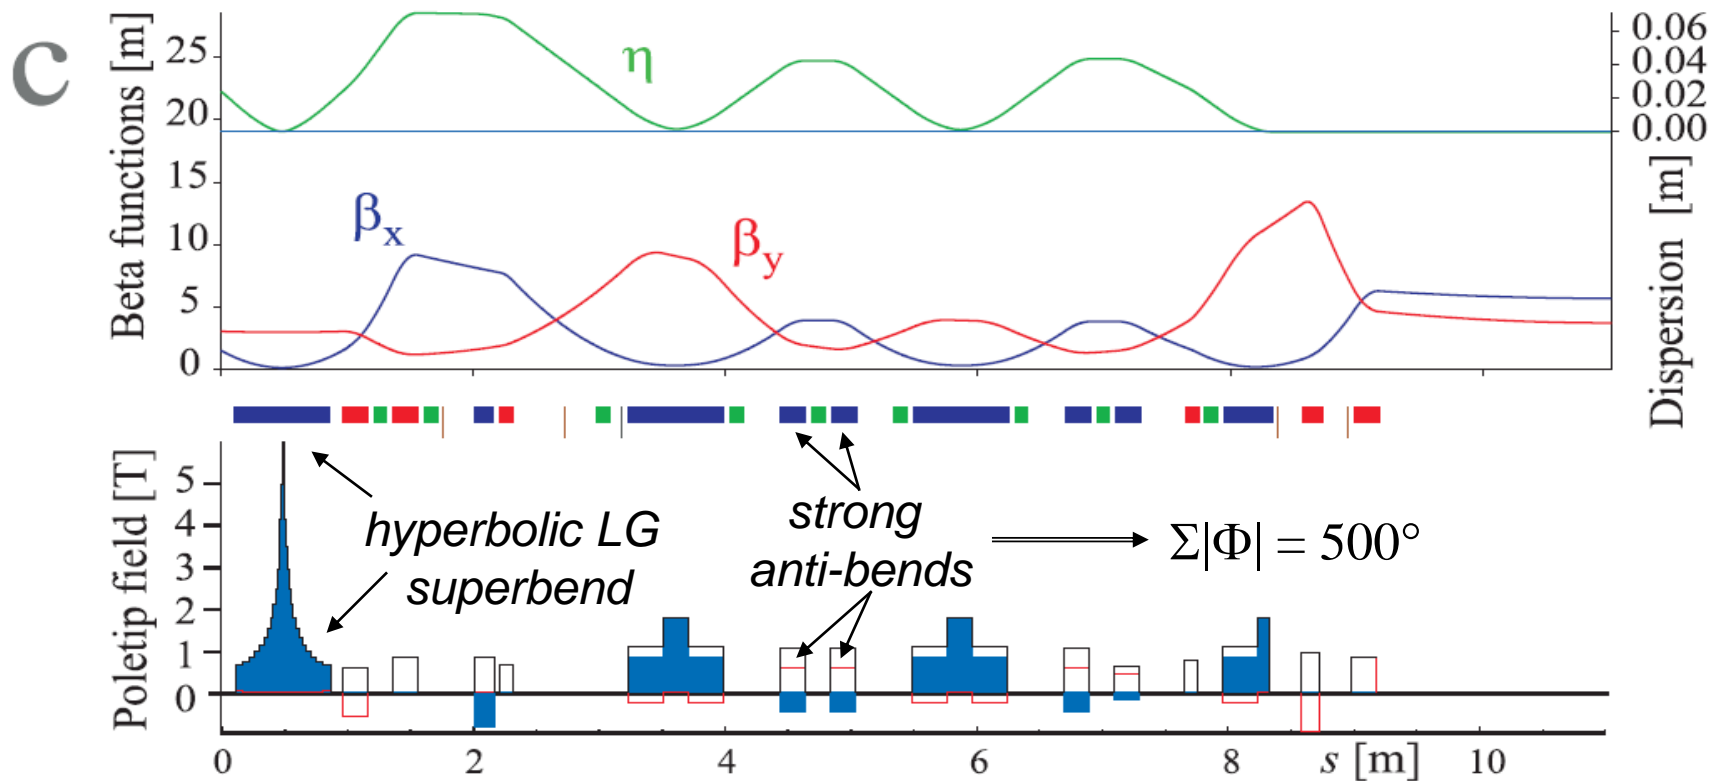 c
Beta functions [m]
25
20
15
10
5
0
η
βx
βy
0.06
0.04
0.02
0.00
Dispersion [m]
Poletip field [T]
5
4
3
2
1
0
hyperbolic LG
superbend
strong
anti-bends
Σ|Φ| = 500°
0
2
4
6
8
s [m]
10